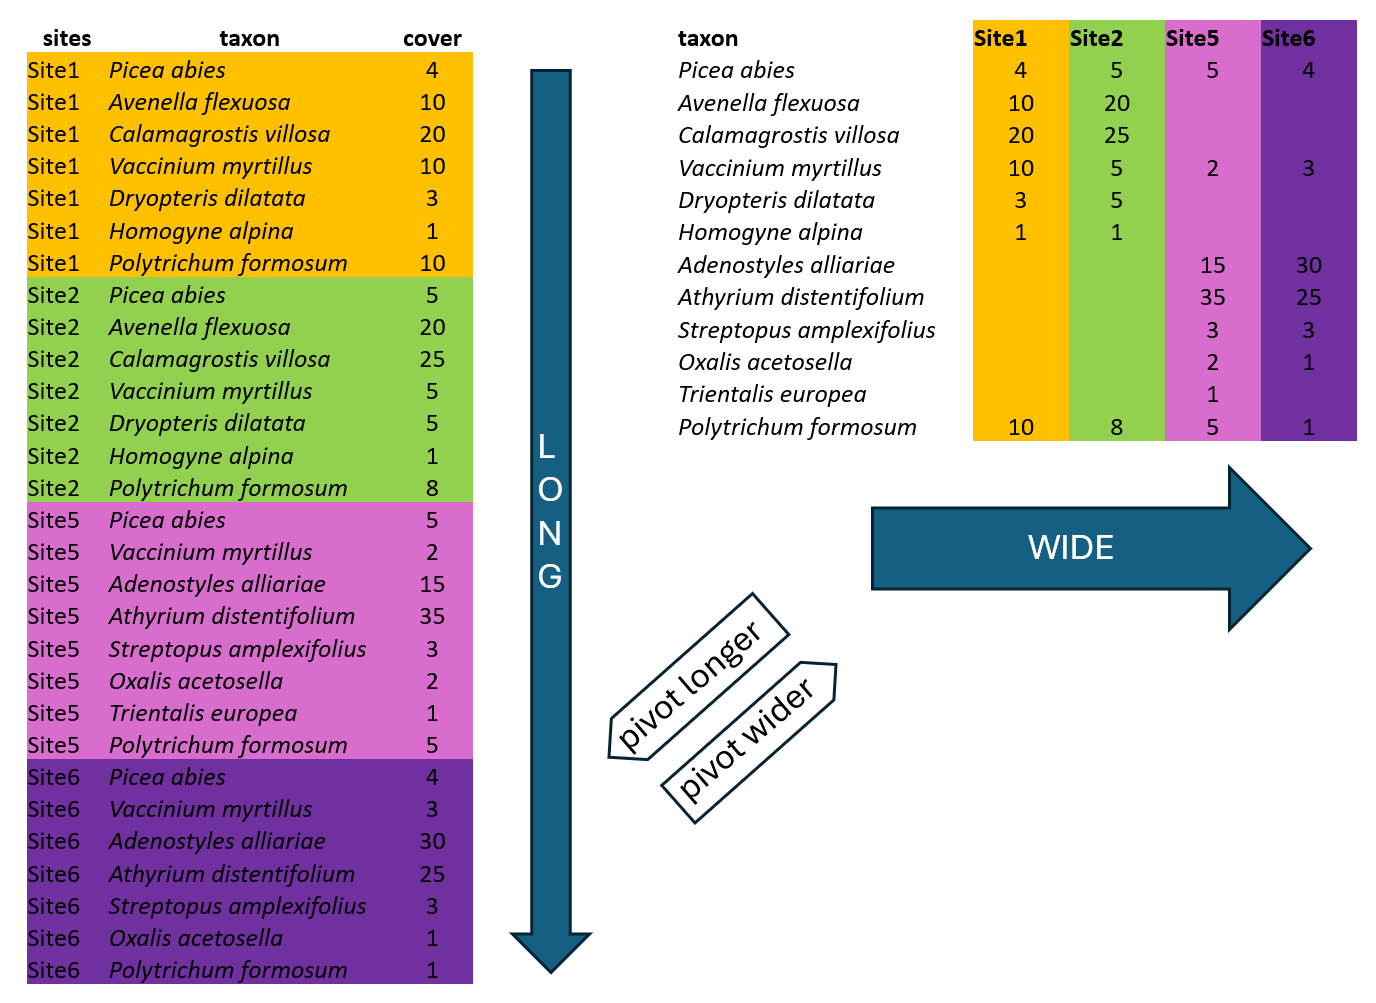 sites taxon cover
Site1 Picea abies 4
Site1 Avenella flexuosa 10
Site1 Calamagrostis villosa 20
Site1 Vaccinium myrtillus 10
Site1 Dryopteris dilatata 3
Site1 Homogyne alpina 1
Site1 Polytrichum formosum 10
Site2 Picea abies 5
Site2 Avenella flexuosa 20
Site2 Calamagrostis villosa 25
Site2 Vaccinium myrtillus 5
Site2 Dryopteris dilatata 5
Site2 Homogyne alpina 1
Site2 Polytrichum formosum 8
Site5 Picea abies 5
Site5 Vaccinium myrtillus 2
Site5 Adenostyles alliariae 15
Site5 Athyrium distentifolium 35
Site5 Streptopus amplexifolius 3
Site5 Oxalis acetosella 2
Site5 Trientalis europea 1
Site5 Polytrichum formosum 5
Site6 Picea abies 4
Site6 Vaccinium myrtillus 3
Site6 Adenostyles alliariae 30
Site6 Athyrium distentifolium 25
Site6 Streptopus amplexifolius 3
Site6 Oxalis acetosella 1
Site6 Polytrichum formosum 1
L
O
N
G
taxon Site1 Site2 Site5 Site6
Picea abies 4 5 5 4
Avenella flexuosa 10 20
Calamagrostis villosa 20 25
Vaccinium myrtillus 10 5 2 3
Dryopteris dilatata 3 5
Homogyne alpina 1 1
Adenostyles alliariae 15 30
Athyrium distentifolium 35 25
Streptopus amplexifolius 3 3
Oxalis acetosella 2 1
Trientalis europea 1
Polytrichum formosum 10 8 5 1
WIDE
pivot longer
pivot wider